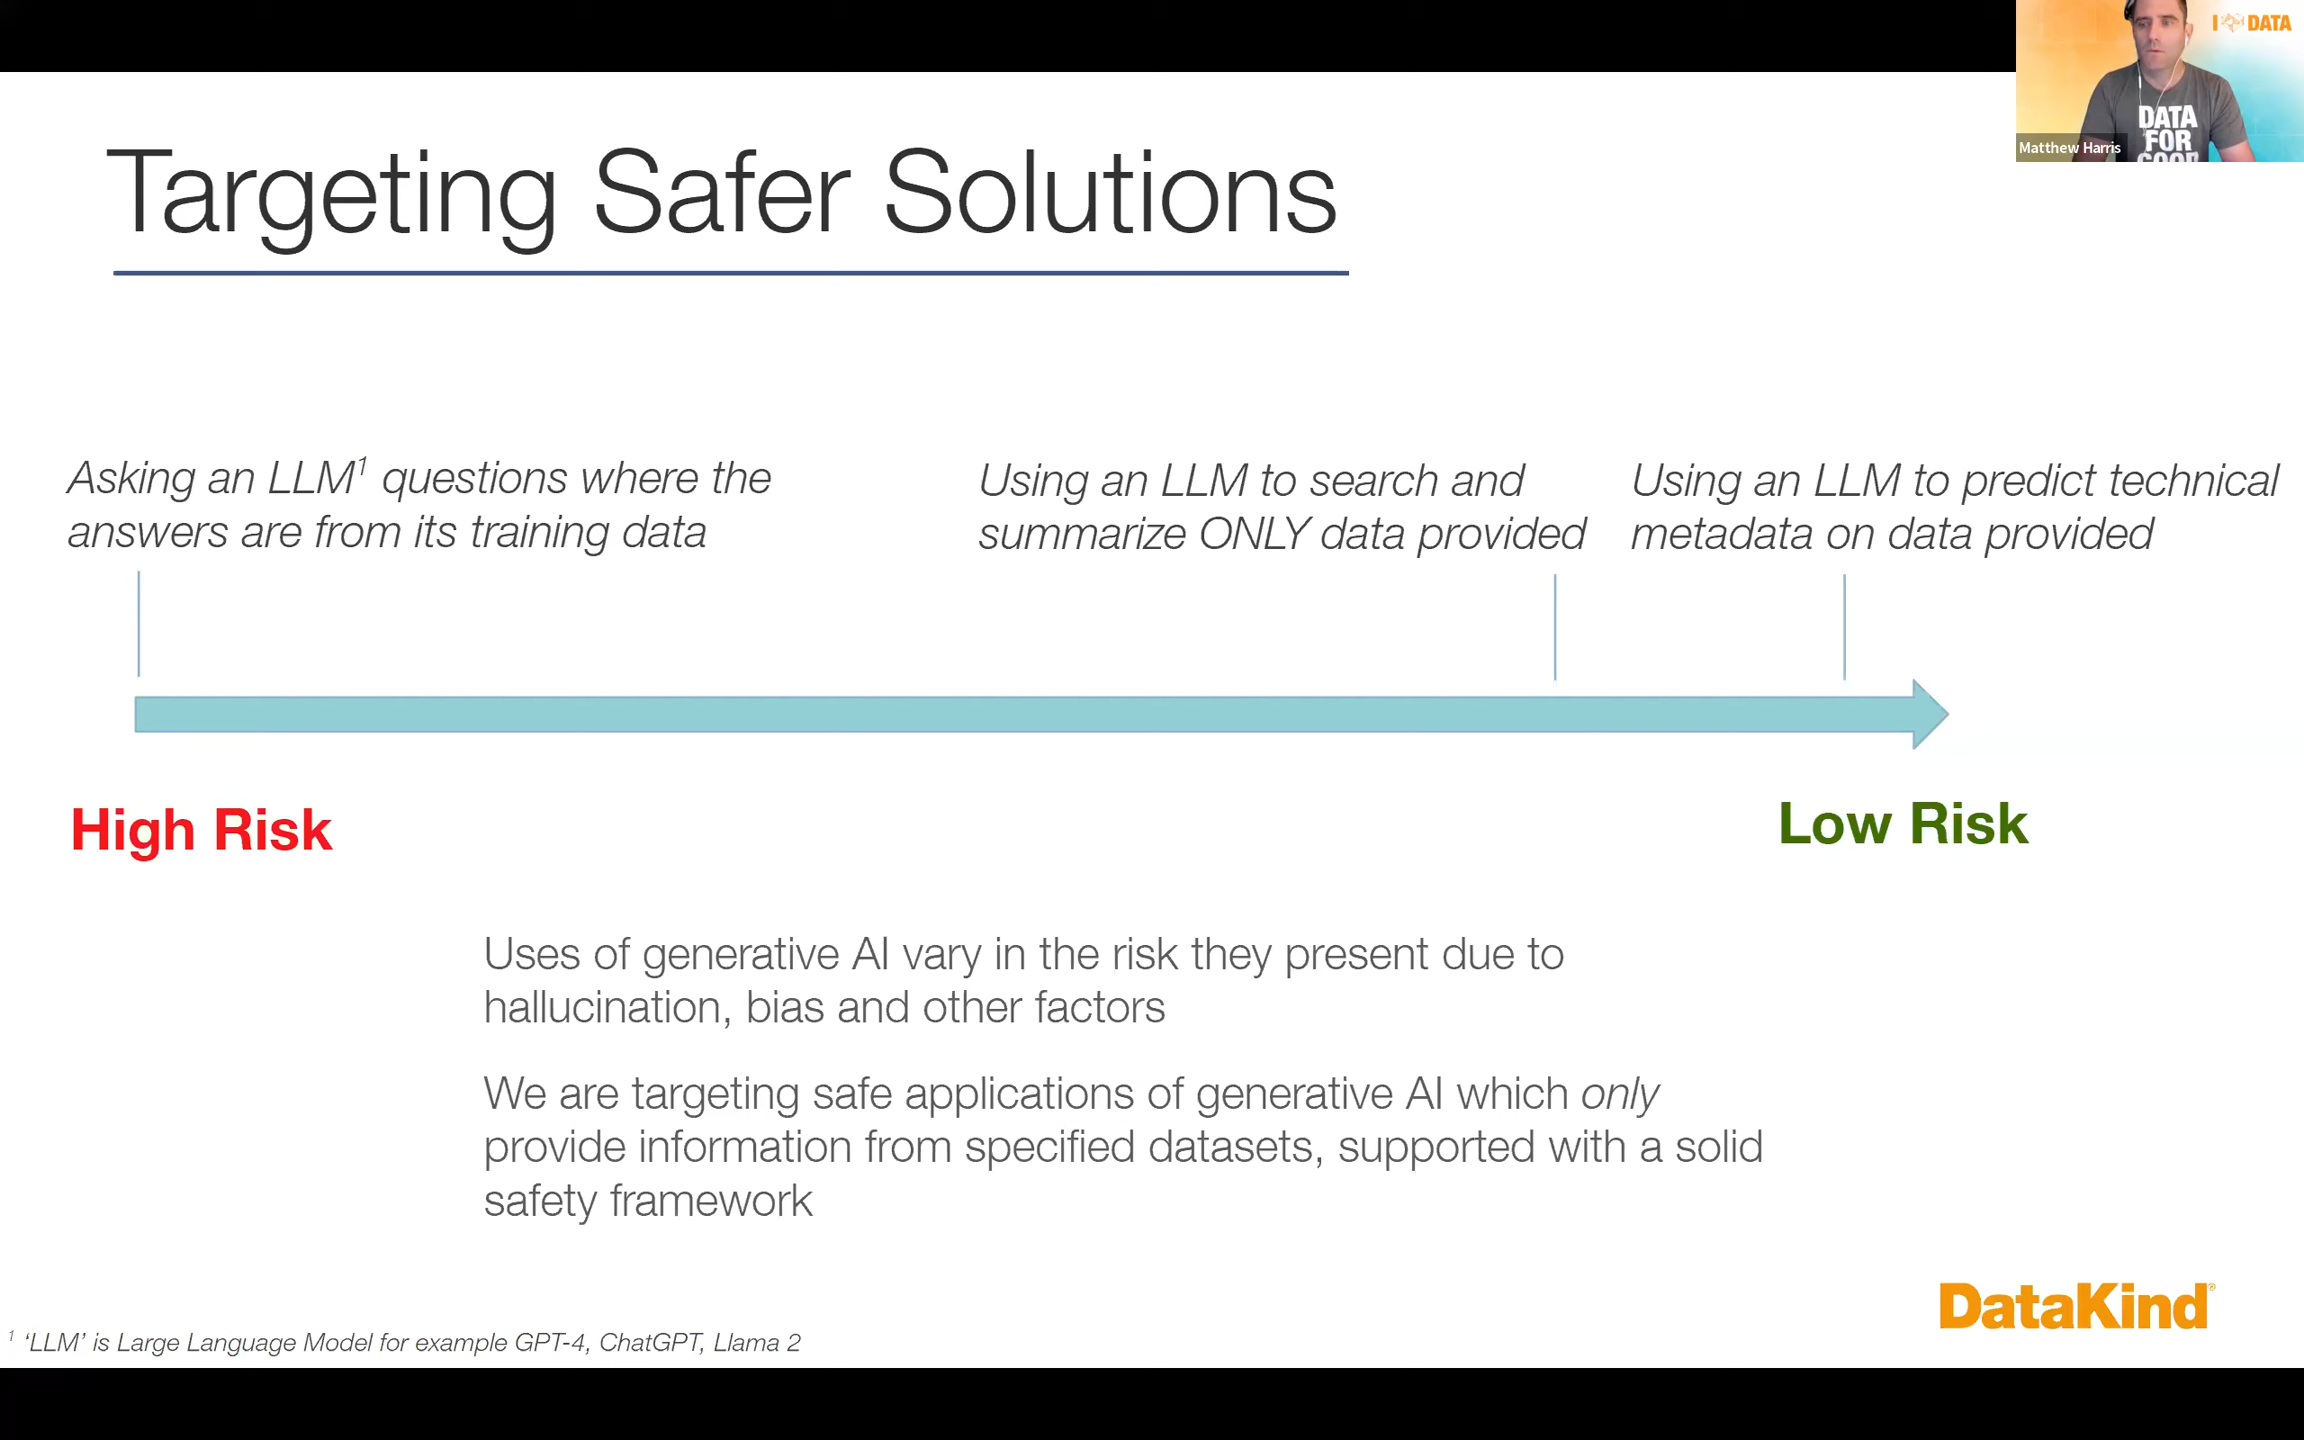 I DATA
DATA
FOR
GOOD
Matthew Harris
Targeting Safer Solutions
Asking an LLM¹ questions where the
answers are from its training data
Using an LLM to search and
summarize ONLY data provided
Using an LLM to predict technical
metadata on data provided
High Risk
Low Risk
Uses of generative AI vary in the risk they present due to
hallucination, bias and other factors
We are targeting safe applications of generative AI which only
provide information from specified datasets, supported with a solid
safety framework
DataKind®
¹ ‘LLM’ is Large Language Model for example GPT-4, ChatGPT, Llama 2